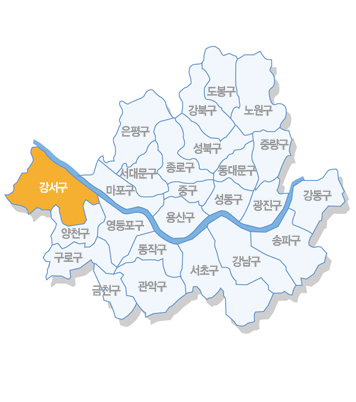 도봉구
강북구
노원구
은평구
성북구
중랑구
서대문구
종로구
동대문구
강서구
마포구
중구
성동구
광진구
강동구
용산구
양천구
영등포구
송파구
동작구
구로구
강남구
서초구
금천구
관악구